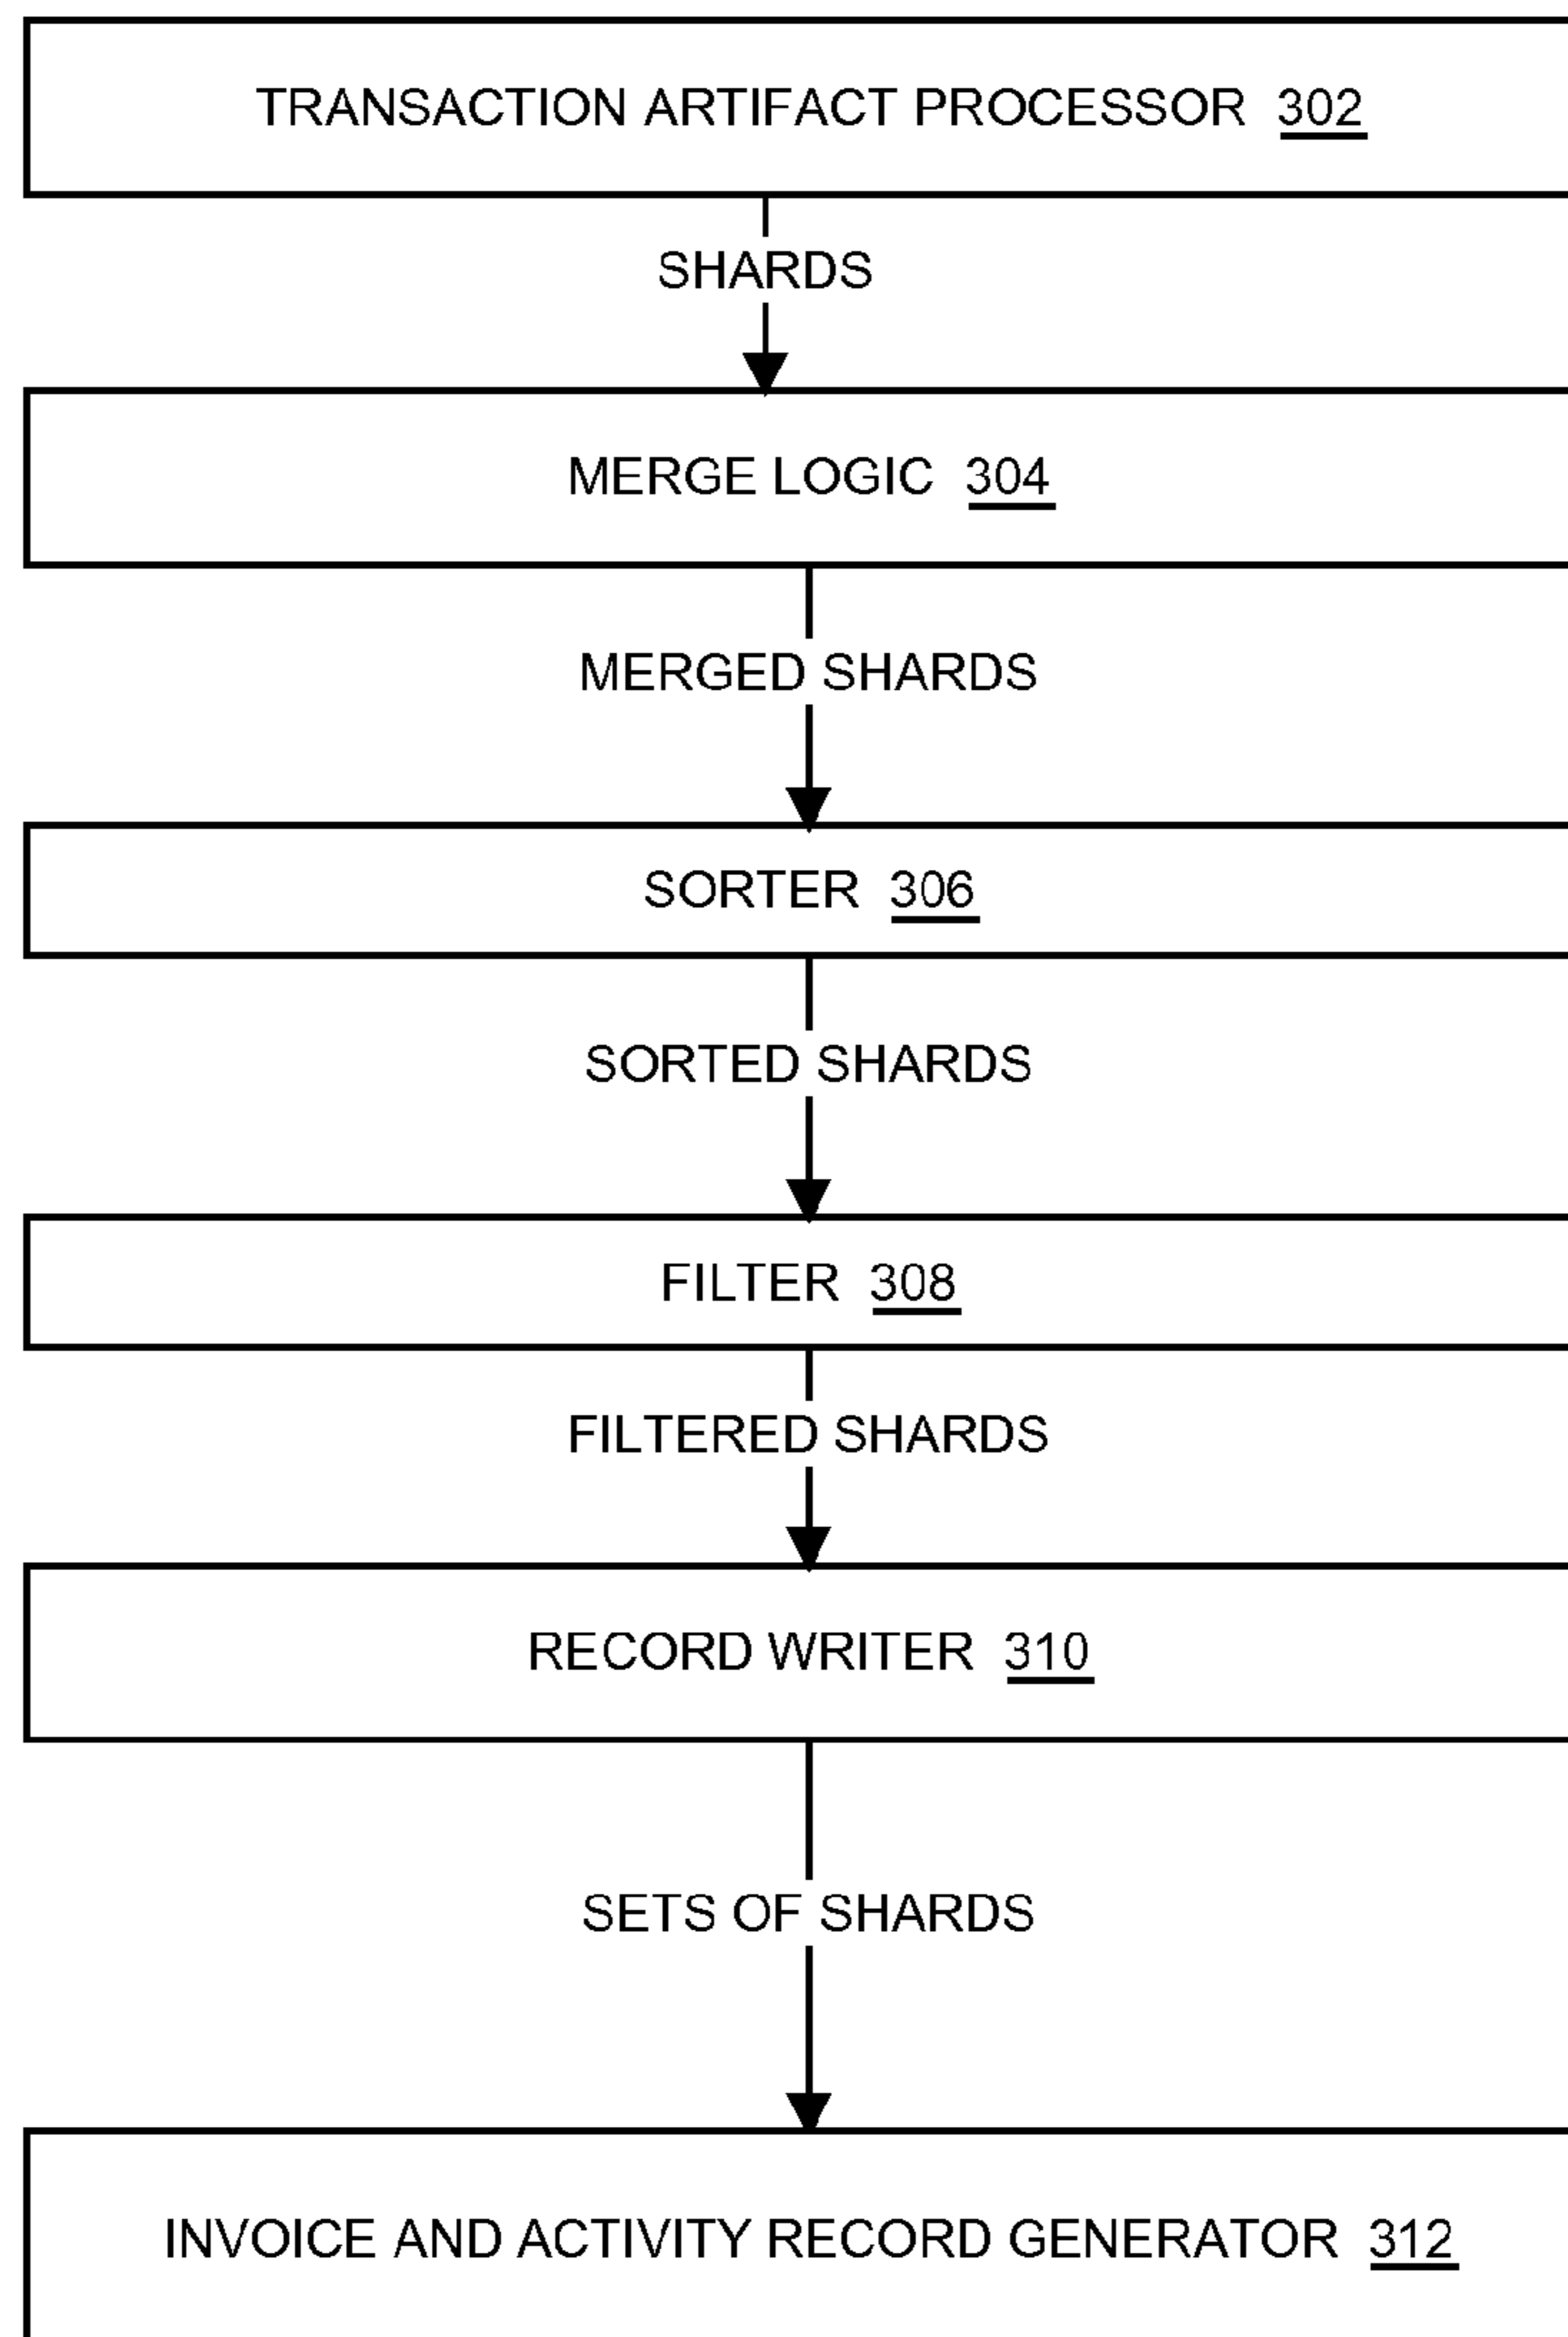 TRANSACTION ARTIFACT PROCESSOR 302
SHARDS
MERGE LOGIC 304
MERGED SHARDS
SORTER 306
SORTED SHARDS
FILTER 308
FILTERED SHARDS
RECORD WRITER 310
SETS OF SHARDS
INVOICE AND ACTIVITY RECORD GENERATOR 312